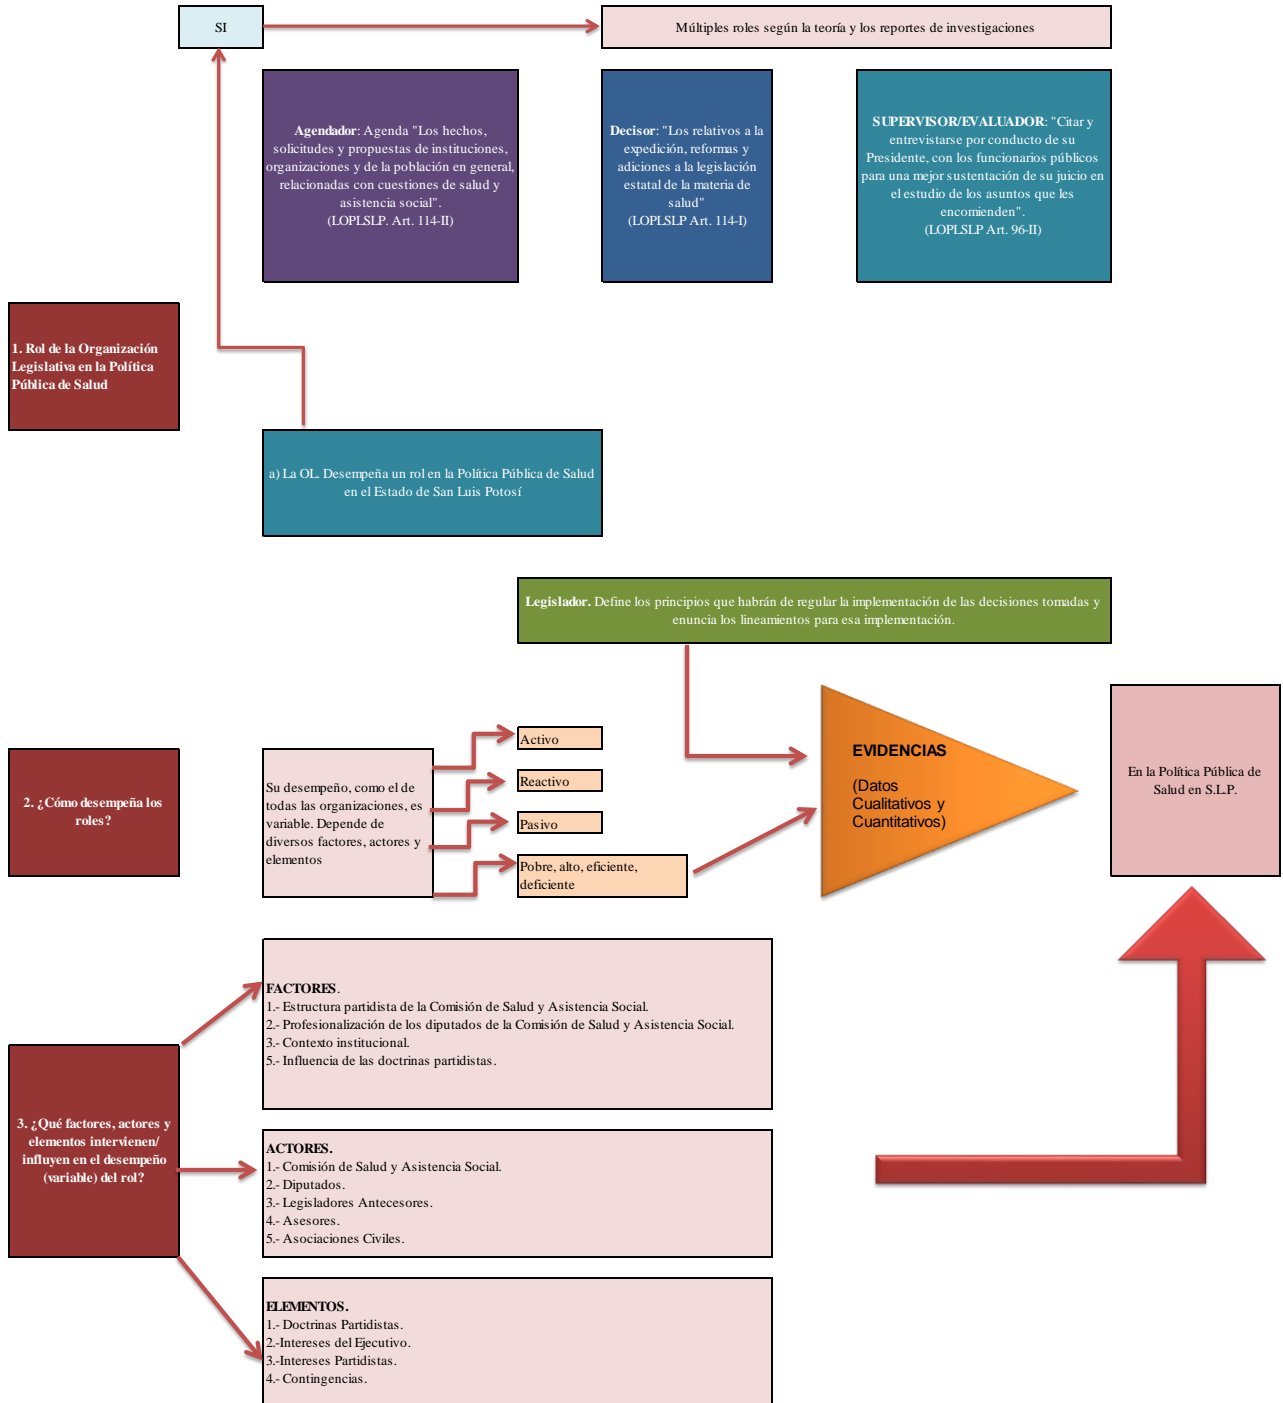 SI
Múltiples roles según la teoría y los reportes de investigaciones
Agendador: Agenda "Los hechos,
solicitudes y propuestas de instituciones,
organizaciones y de la población en general,
relacionadas con cuestiones de salud y
asistencia social".
(LOPLSLP. Art. 114-II)
Decisor: "Los relativos a la
expedición, reformas y
adiciones a la legislación
estatal de la materia de
salud"
(LOPLSLP Art. 114-I)
SUPERVISOR/EVALUADOR: "Citar y
entrevistarse por conducto de su
Presidente, con los funcionarios públicos
para una mejor sustentación de su juicio en
el estudio de los asuntos que les
encomienden".
(LOPLSLP Art. 96-II)
1. Rol de la Organización
Legislativa en la Política
Pública de Salud
a) La OL. Desempeña un rol en la Política Pública de Salud
en el Estado de San Luis Potosí
Legislador. Define los principios que habrán de regular la implementación de las decisiones tomadas y
enuncia los lineamientos para esa implementación.
2. ¿Cómo desempeña los
roles?
Su desempeño, como el de
todas las organizaciones, es
variable. Depende de
diversos factores, actores y
elementos
Activo
Reactivo
Pasivo
Pobre, alto, eficiente,
deficiente
EVIDENCIAS
(Datos
Cualitativos y
Cuantitativos)
En la Política Pública de
Salud en S.L.P.
3. ¿Qué factores, actores y
elementos intervienen/
influyen en el desempeño
(variable) del rol?
FACTORES.
1.- Estructura partidista de la Comisión de Salud y Asistencia Social.
2.- Profesionalización de los diputados de la Comisión de Salud y Asistencia Social.
3.- Contexto institucional.
5.- Influencia de las doctrinas partidistas.
ACTORES.
1.- Comisión de Salud y Asistencia Social.
2.- Diputados.
3.- Legisladores Antecesores.
4.- Asesores.
5.- Asociaciones Civiles.
ELEMENTOS.
1.- Doctrinas Partidistas.
2.-Intereses del Ejecutivo.
3.-Intereses Partidistas.
4.- Contingencias.